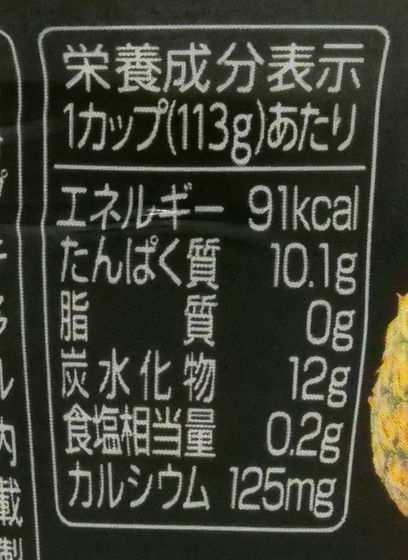 栄養成分表示
1カップ(113g)あたり
エネルギー 91kcal
たんぱく質 10.1g
脂質 0g
炭水化物 12g
食塩相当量 0.2g
カルシウム 125mg